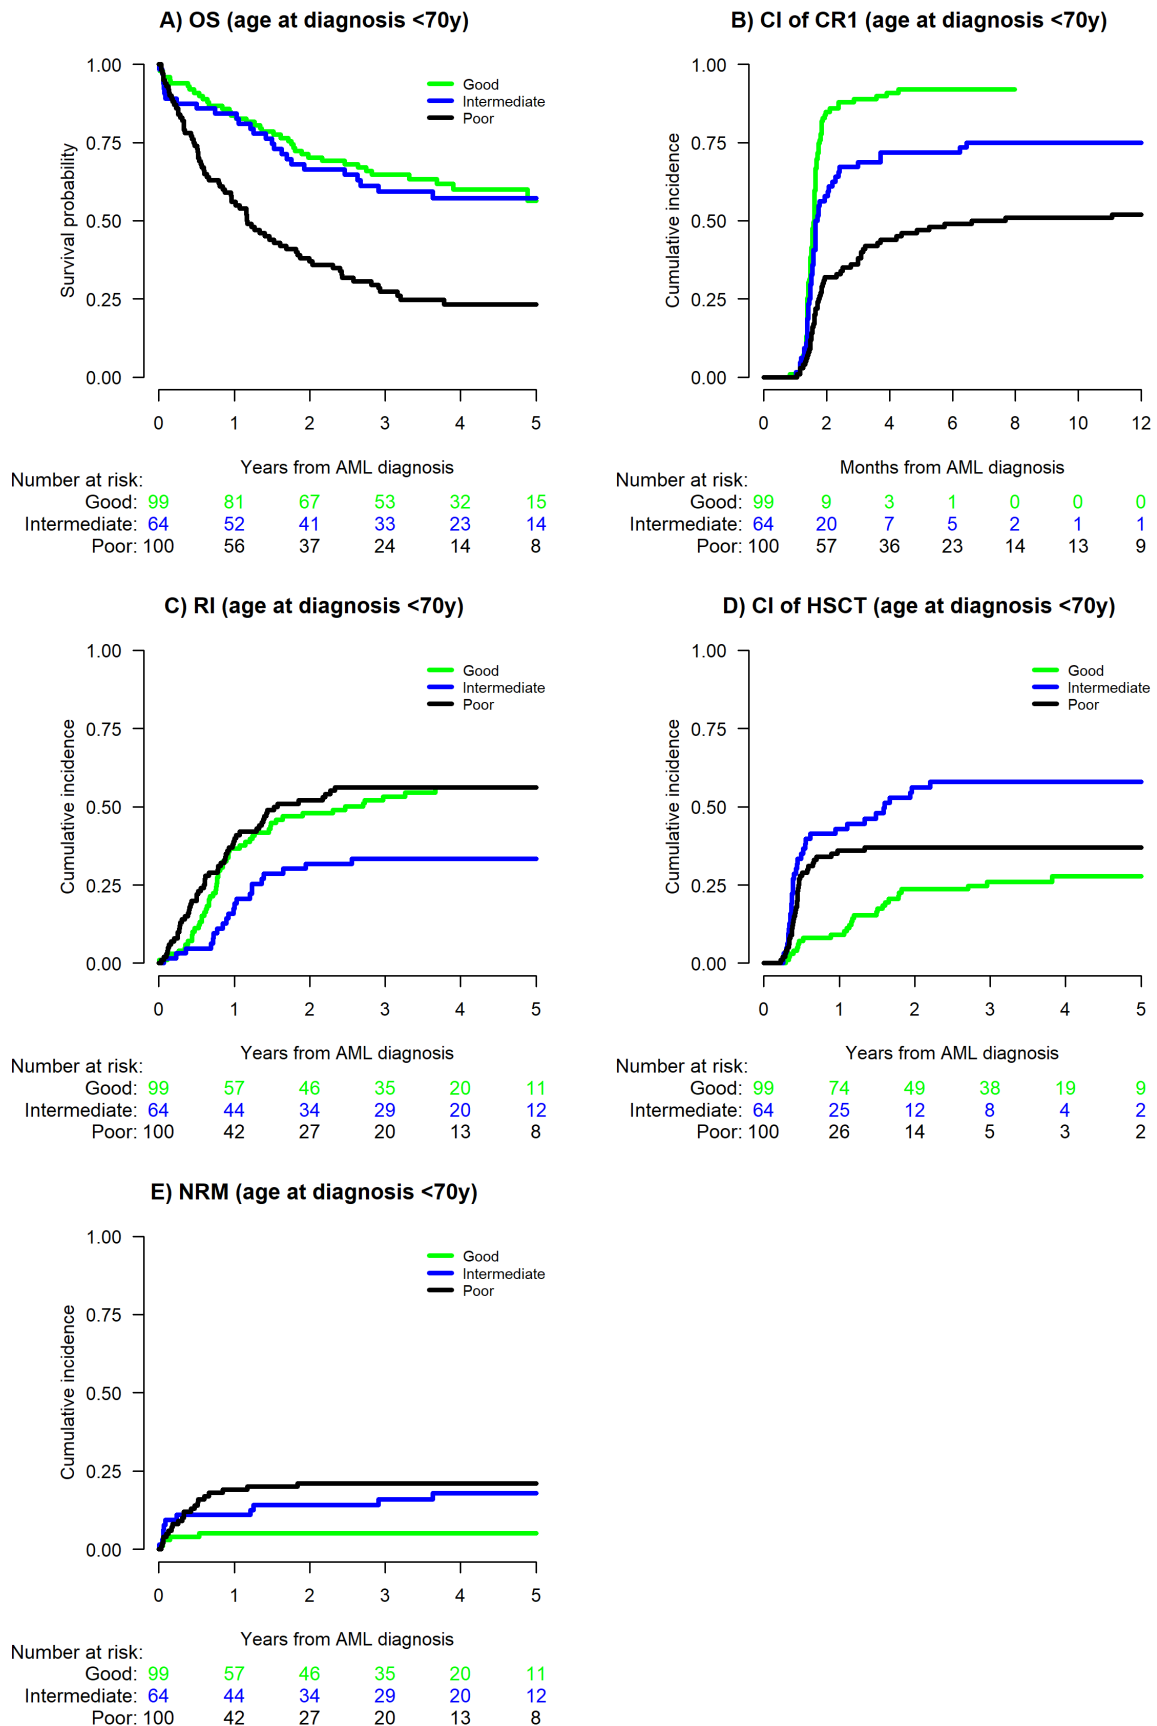 A) OS (age at diagnosis <70y)
Survival probability
1.00
0.75
0.50
0.25
0.00
Good
Intermediate
Poor
0 1 2 3 4 5
Years from AML diagnosis
Number at risk:
Good: 99 81 67 53 32 15
Intermediate: 64 52 41 33 23 14
Poor: 100 56 37 24 14 8
B) CI of CR1 (age at diagnosis <70y)
Cumulative incidence
1.00
0.75
0.50
0.25
0.00
Good
Intermediate
Poor
0 2 4 6 8 10 12
Months from AML diagnosis
Number at risk:
Good: 99 9 3 1 0 0 0
Intermediate: 64 20 7 5 2 1 1
Poor: 100 57 36 23 14 13 9
C) RI (age at diagnosis <70y)
Cumulative incidence
1.00
0.75
0.50
0.25
0.00
Good
Intermediate
Poor
0 1 2 3 4 5
Years from AML diagnosis
Number at risk:
Good: 99 57 46 35 20 11
Intermediate: 64 44 34 29 20 12
Poor: 100 42 27 20 13 8
D) CI of HSCT (age at diagnosis <70y)
Cumulative incidence
1.00
0.75
0.50
0.25
0.00
Good
Intermediate
Poor
0 1 2 3 4 5
Years from AML diagnosis
Number at risk:
Good: 99 74 49 38 19 9
Intermediate: 64 25 12 8 4 2
Poor: 100 26 14 5 3 2
E) NRM (age at diagnosis <70y)
Cumulative incidence
1.00
0.75
0.50
0.25
0.00
Good
Intermediate
Poor
0 1 2 3 4 5
Years from AML diagnosis
Number at risk:
Good: 99 57 46 35 20 11
Intermediate: 64 44 34 29 20 12
Poor: 100 42 27 20 13 8